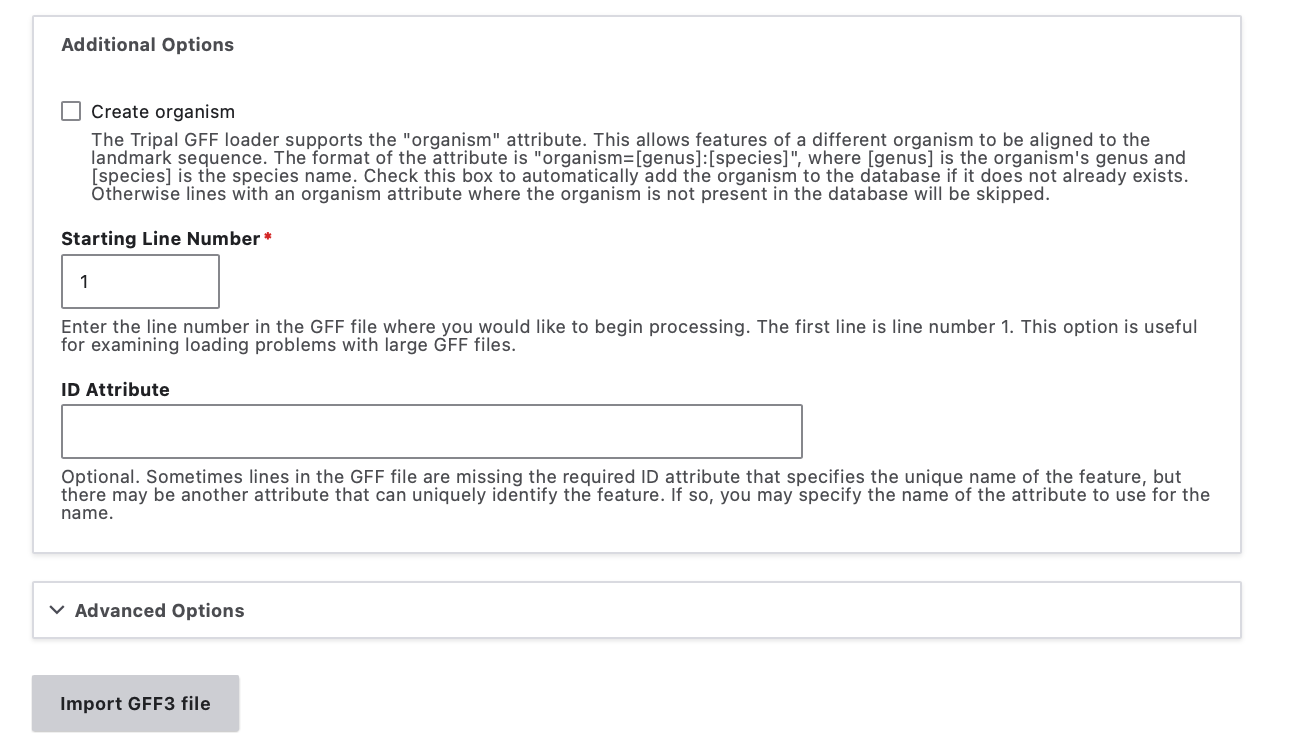 Additional Options
Create organism
The Tripal GFF loader supports the "organism" attribute. This allows features of a different organism to be aligned to the
landmark sequence. The format of the attribute is "organism=[genus]:[species]", where [genus] is the organism's genus and
[species] is the species name. Check this box to automatically add the organism to the database if it does not already exists.
Otherwise lines with an organism attribute where the organism is not present in the database will be skipped.
Starting Line Number*
1
Enter the line number in the GFF file where you would like to begin processing. The first line is line number 1. This option is useful
for examining loading problems with large GFF files.
ID Attribute
Optional. Sometimes lines in the GFF file are missing the required ID attribute that specifies the unique name of the feature, but
there may be another attribute that can uniquely identify the feature. If so, you may specify the name of the attribute to use for the
name.
Advanced Options
Import GFF3 file